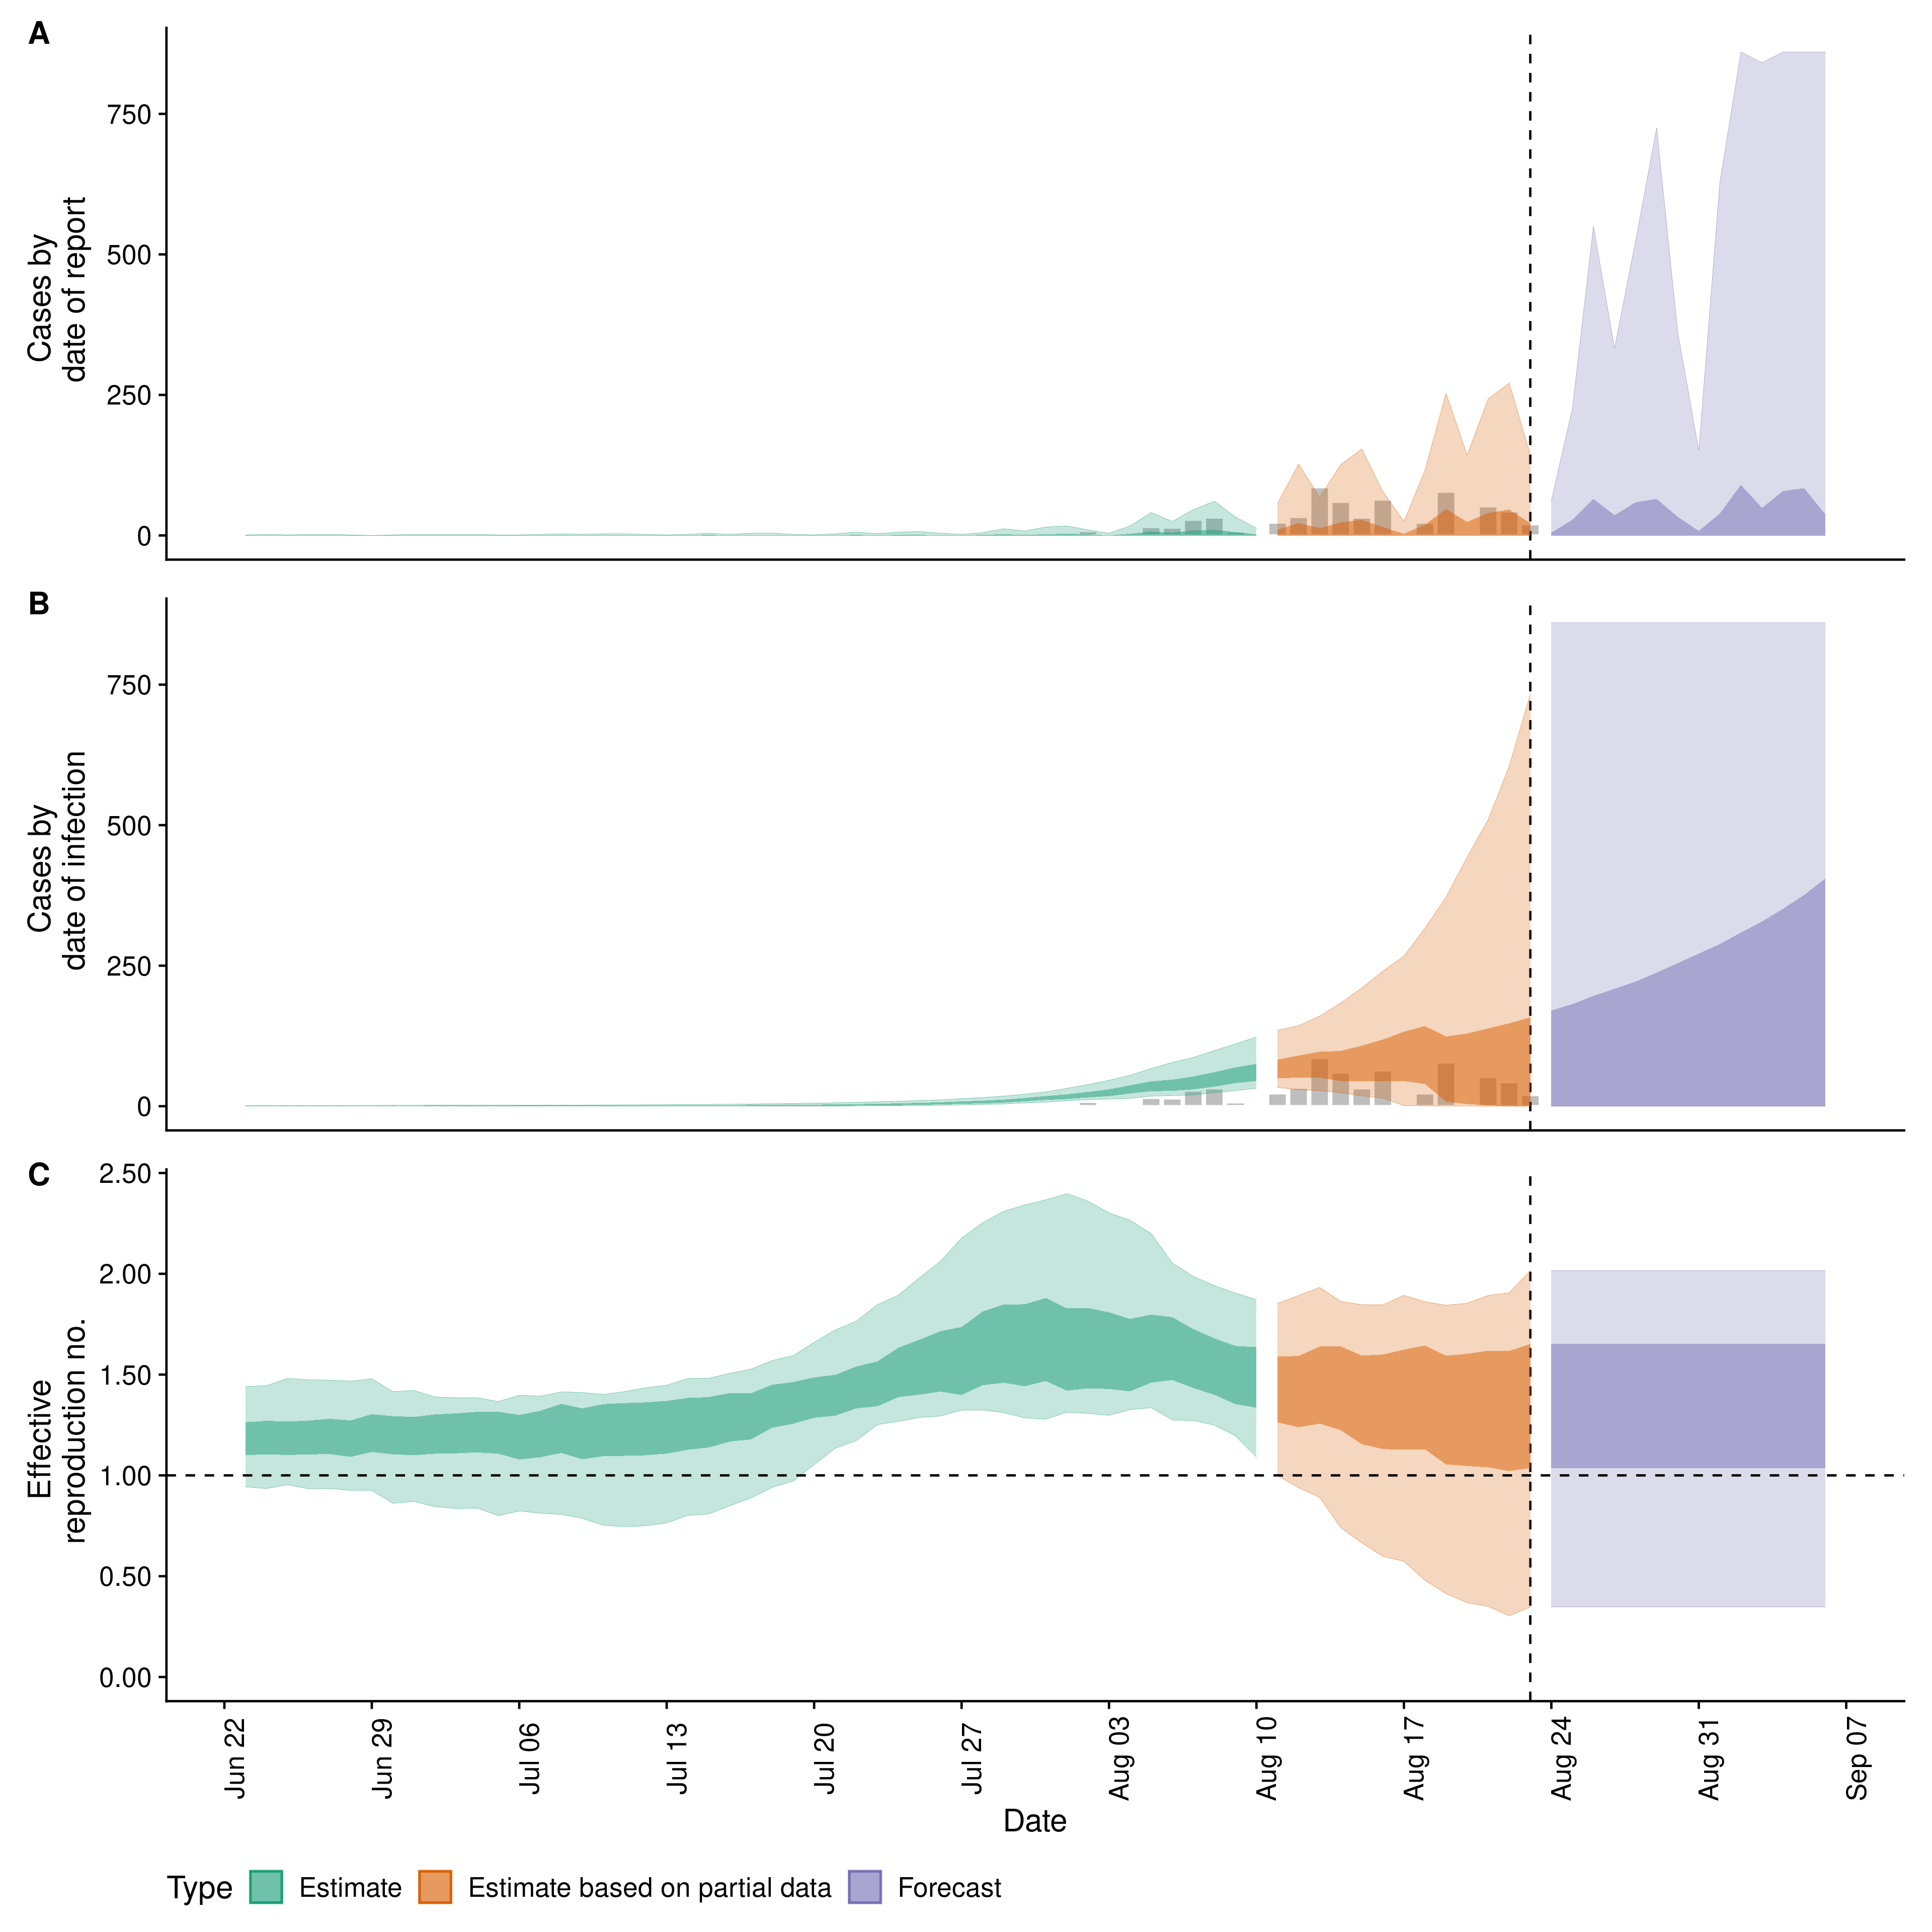 A
Cases by
date of report
750
500
250
0
B
Cases by
date of infection
750
500
250
0
C
Effective
reproduction no.
2.50
2.00
1.50
1.00
0.50
0.00
Jun 22
Jun 29
Jul 06
Jul 13
Jul 20
Jul 27
Aug 03
Aug 10
Aug 17
Aug 24
Aug 31
Sep 07
Date
Type Estimate Estimate based on partial data Forecast